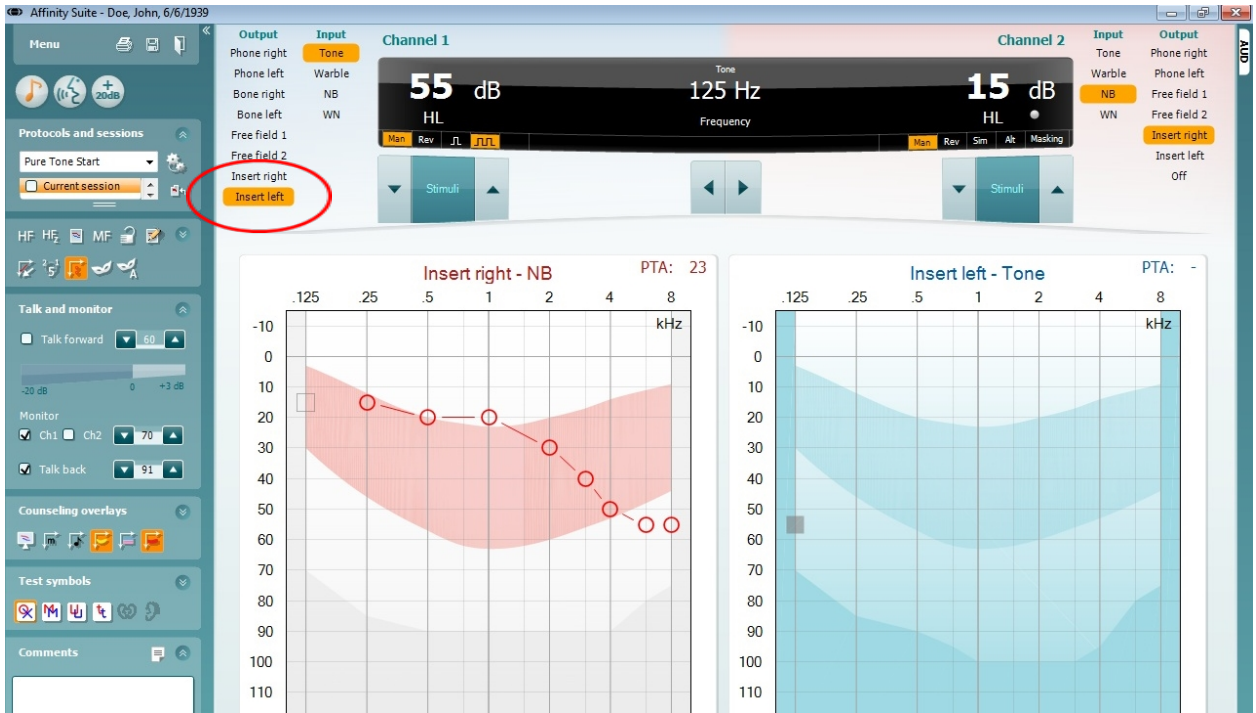 Affinity Suite - Doe, John, 6/6/1939
Menu
20dB
Protocols and sessions
Pure Tone Start
Current session
HF HF2 MF
2 -1 5
A
Talk and monitor
Talk forward 60
-20 dB 0 +3 dB
Monitor
Ch1 Ch2 70
Talk back 91
Counseling overlays
m
Test symbols
Comments
Output Input
Phone right Tone
Phone left Warble
Bone right NB
Bone left WN
Free field 1
Free field 2
Insert right
Insert left
Channel 1
55 dB
HL
Man Rev
Tone
125 Hz
Frequency
Channel 2
15 dB
HL
Man Rev Sim Alt Masking
Stimuli
Stimuli
Input Output
Tone Phone right
Warble Phone left
NB Free field 1
WN Free field 2
Insert right
Insert left
Off
AUD
Insert right - NB PTA: 23
.125 .25 .5 1 2 4 8
kHz
-10
0
10
20
30
40
50
60
70
80
90
100
110
Insert left - Tone PTA: -
.125 .25 .5 1 2 4 8
kHz
-10
0
10
20
30
40
50
60
70
80
90
100
110